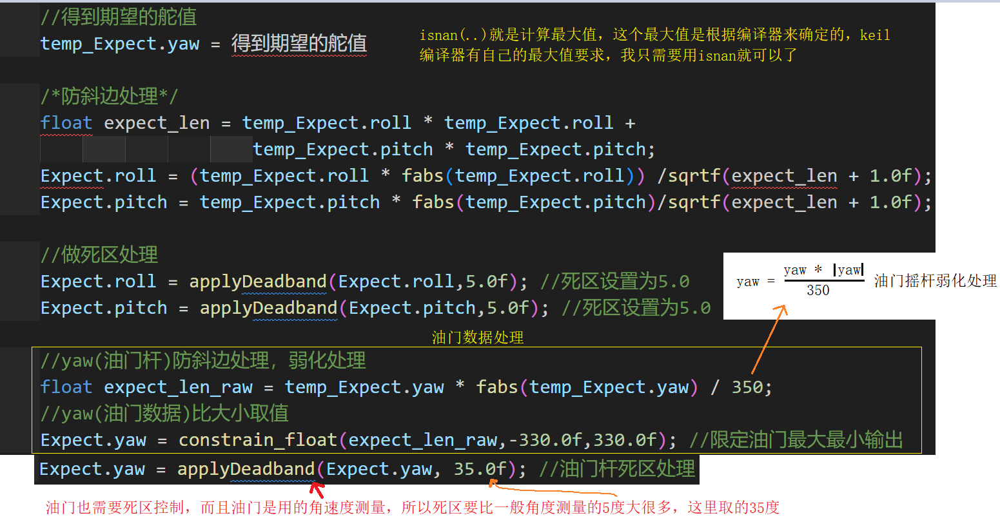 //得到期望的舵值
temp_Expect.yaw = 得到期望的舵值
isnan(..)就是计算最大值，这个最大值是根据编译器来确定的，keil
编译器有自己的最大值要求，我只需要用isnan就可以了
/*防斜边处理*/
float expect_len = temp_Expect.roll * temp_Expect.roll +
temp_Expect.pitch * temp_Expect.pitch;
Expect.roll = (temp_Expect.roll * fabs(temp_Expect.roll)) /sqrtf(expect_len + 1.0f);
Expect.pitch = temp_Expect.pitch * fabs(temp_Expect.pitch)/sqrtf(expect_len + 1.0f);
//做死区处理
Expect.roll = applyDeadband(Expect.roll,5.0f); //死区设置为5.0
Expect.pitch = applyDeadband(Expect.pitch,5.0f); //死区设置为5.0
yaw = yaw * |yaw| / 350 油门摇杆弱化处理
油门数据处理
//yaw(油门杆)防斜边处理，弱化处理
float expect_len_raw = temp_Expect.yaw * fabs(temp_Expect.yaw) / 350;
//yaw(油门数据)比大小取值
Expect.yaw = constrain_float(expect_len_raw,-330.0f,330.0f); //限定油门最大最小输出
Expect.yaw = applyDeadband(Expect.yaw, 35.0f); //油门杆死区处理
油门也需要死区控制，而且油门是用的角速度测量，所以死区要比一般角度测量的5度大很多，这里取的35度